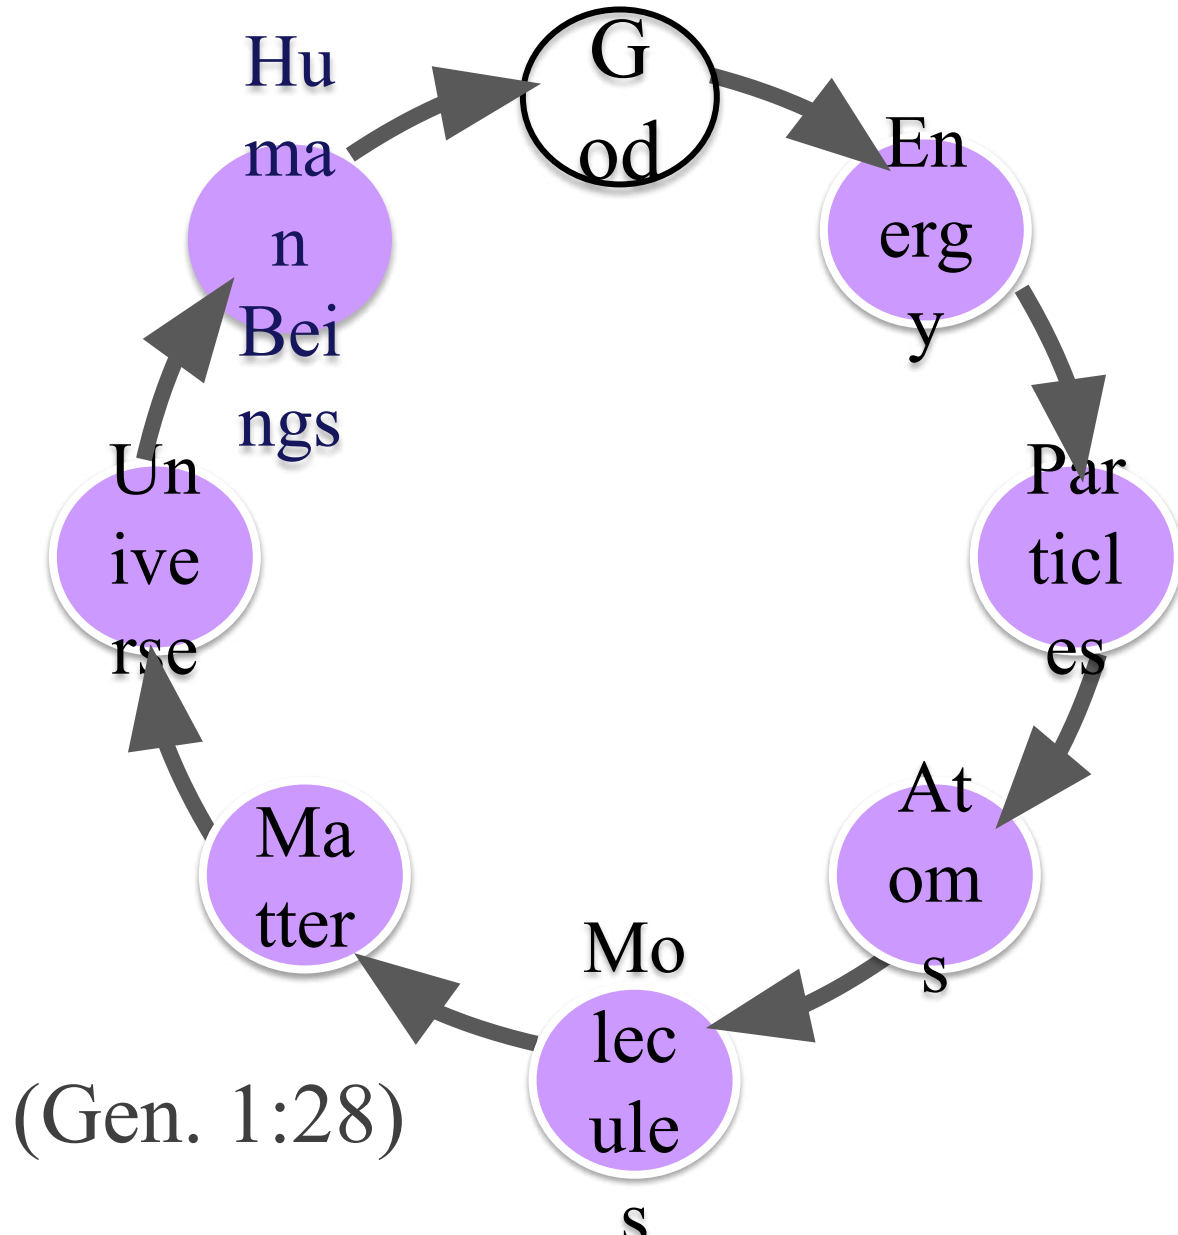 G
od
En
erg
y
Par
ticl
es
At
om
s
Mo
lec
ule
s
Ma
tter
Un
ive
rse
Hu
ma
n
Bei
ngs
(Gen. 1:28)